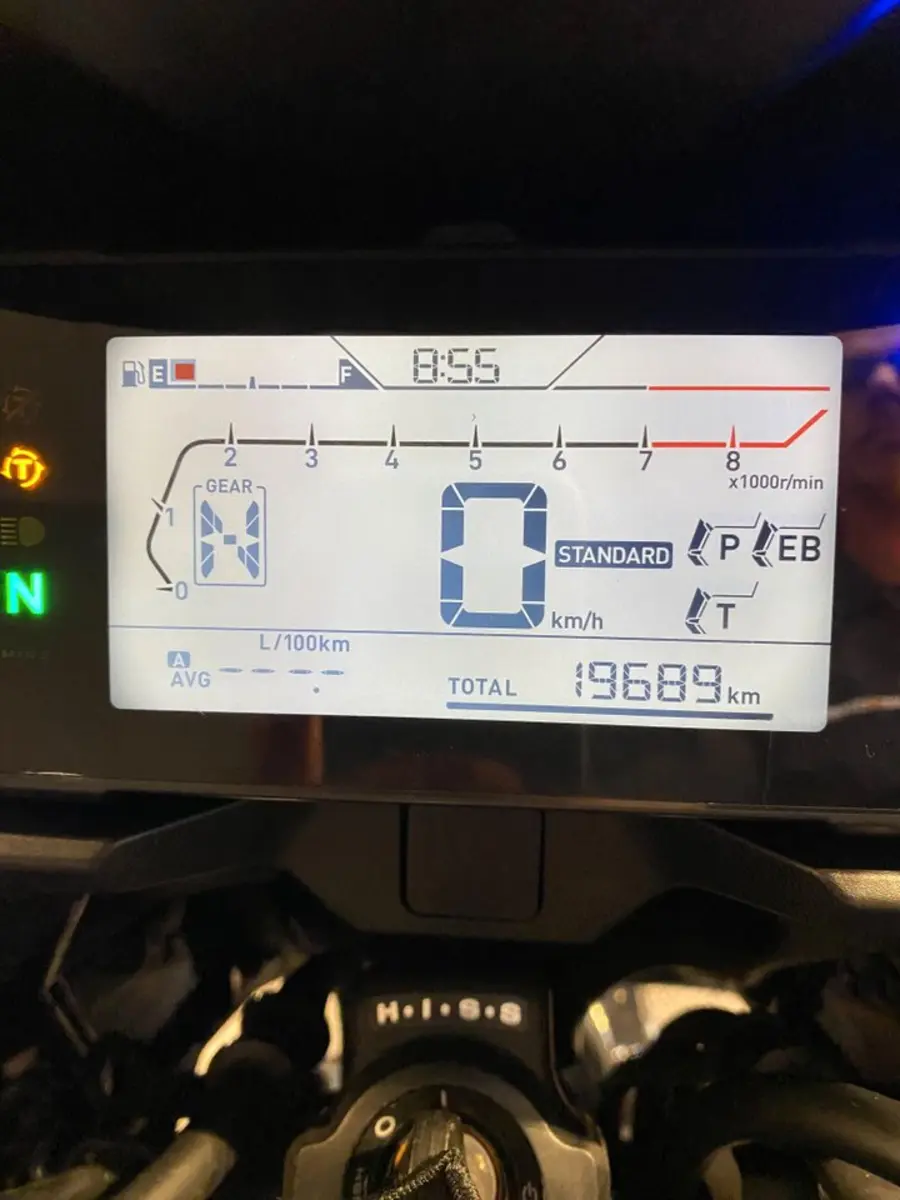 E F 8:55
2 3 4 5 6 7 8
x1000r/min
1
0
GEAR
N
0 km/h
STANDARD
P EB
T
T
N
L/100km
A
AVG ----
TOTAL 19689 km
H·I·S·S